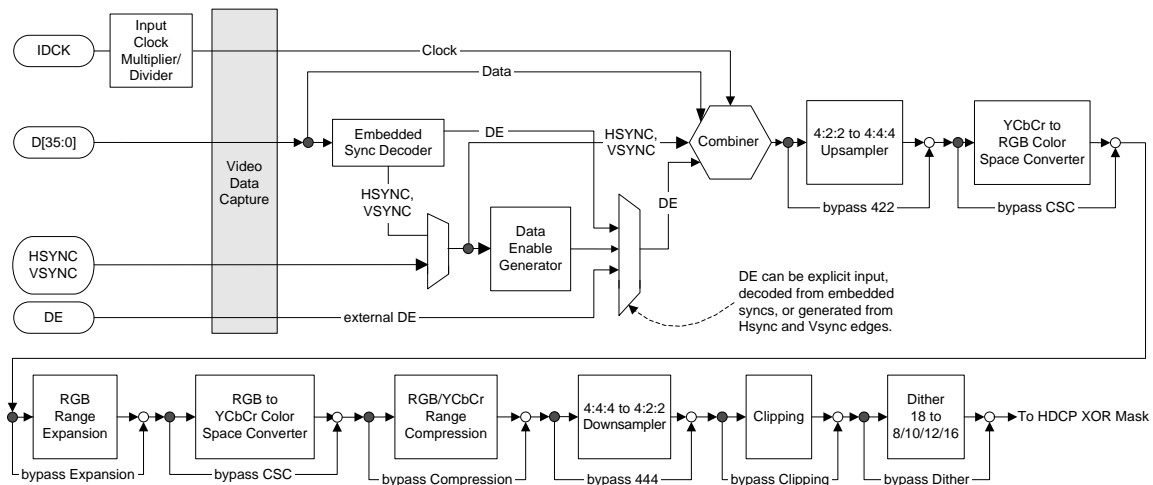 IDCK
Input
Clock
Multiplier/
Divider
Clock
Data
D[35:0]
Video
Data
Capture
Embedded
Sync Decoder
DE
HSYNC,
VSYNC
HSYNC,
VSYNC
Combiner
4:2:2 to 4:4:4
Upsampler
bypass 422
YCbCr to
RGB Color
Space Converter
bypass CSC
DE
Data
Enable
Generator
HSYNC
VSYNC
DE
external DE
DE can be explicit input,
decoded from embedded
syncs, or generated from
Hsync and Vsync edges.
RGB
Range
Expansion
bypass Expansion
RGB to
YCbCr Color
Space Converter
bypass CSC
RGB/YCbCr
Range
Compression
bypass Compression
4:4:4 to 4:2:2
Downsampler
bypass 444
Clipping
bypass Clipping
Dither
18 to
8/10/12/16
bypass Dither
To HDCP XOR Mask